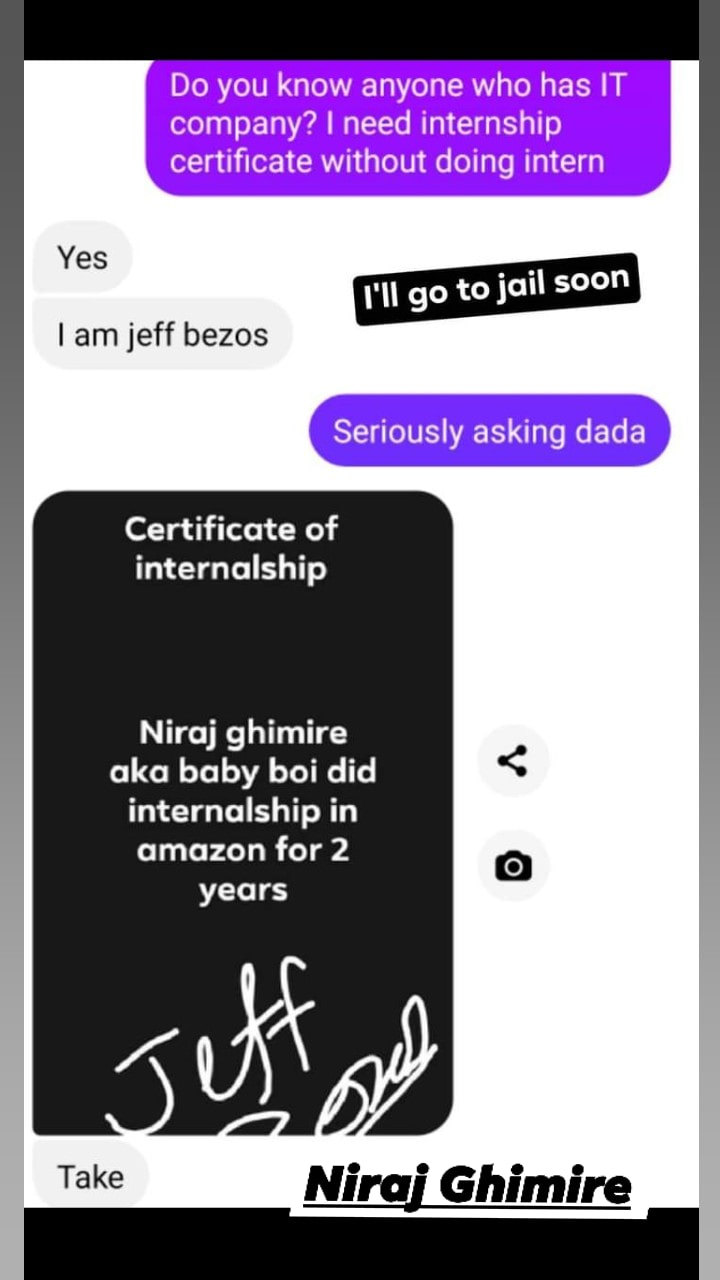 Do you know anyone who has IT
company? I need internship
certificate without doing intern
Yes
I'll go to jail soon
I am jeff bezos
Seriously asking dada
Certificate of
internalship
Niraj ghimire
aka baby boi did
internalship in
amazon for 2
years
Jeff
Bezos
Take
Niraj Ghimire